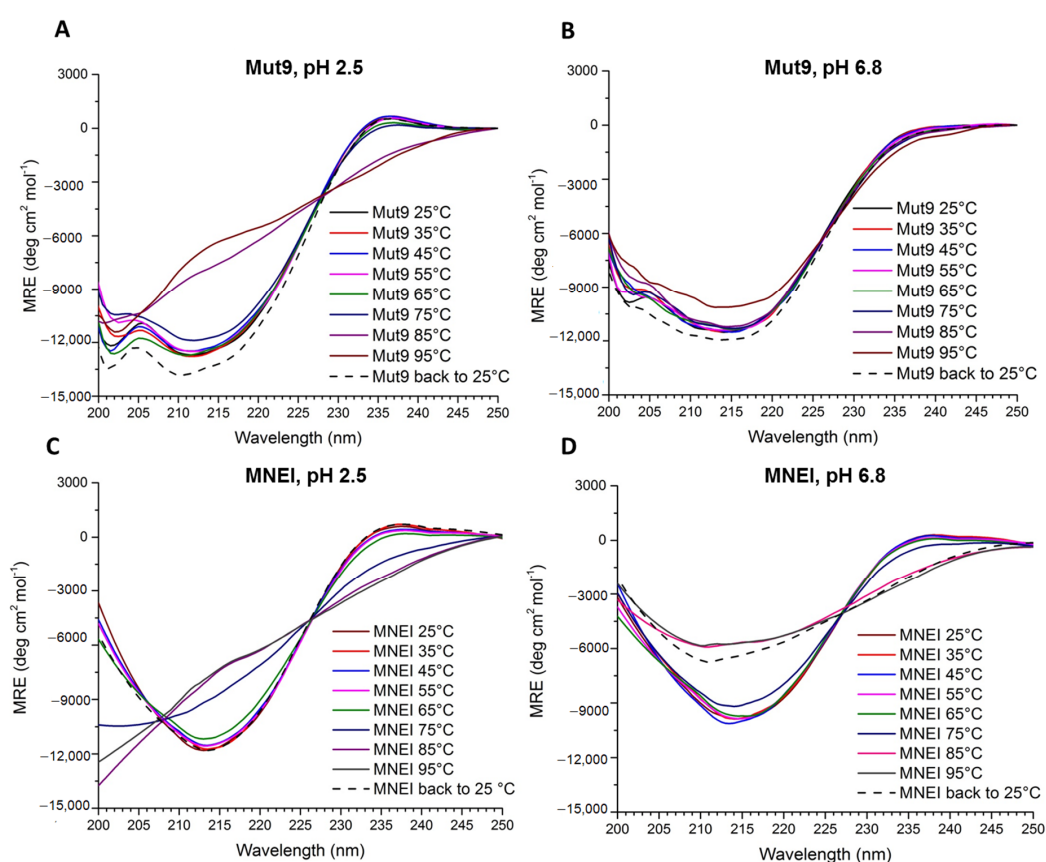 A
Mut9, pH 2.5
3000
0
−3000
−6000
−9000
−12,000
−15,000
MRE (deg cm² mol⁻¹)
Mut9 25°C
Mut9 35°C
Mut9 45°C
Mut9 55°C
Mut9 65°C
Mut9 75°C
Mut9 85°C
Mut9 95°C
Mut9 back to 25°C
200 205 210 215 220 225 230 235 240 245 250
Wavelength (nm)
B
Mut9, pH 6.8
3000
0
−3000
−6000
−9000
−12,000
−15,000
MRE (deg cm² mol⁻¹)
Mut9 25°C
Mut9 35°C
Mut9 45°C
Mut9 55°C
Mut9 65°C
Mut9 75°C
Mut9 85°C
Mut9 95°C
Mut9 back to 25°C
200 205 210 215 220 225 230 235 240 245 250
Wavelength (nm)
C
MNEI, pH 2.5
3000
0
−3000
−6000
−9000
−12,000
−15,000
MRE (deg cm² mol⁻¹)
MNEI 25°C
MNEI 35°C
MNEI 45°C
MNEI 55°C
MNEI 65°C
MNEI 75°C
MNEI 85°C
MNEI 95°C
MNEI back to 25 °C
200 205 210 215 220 225 230 235 240 245 250
Wavelength (nm)
D
MNEI, pH 6.8
3000
0
−3000
−6000
−9000
−12,000
−15,000
MRE (deg cm² mol⁻¹)
MNEI 25°C
MNEI 35°C
MNEI 45°C
MNEI 55°C
MNEI 65°C
MNEI 75°C
MNEI 85°C
MNEI 95°C
MNEI back to 25°C
200 205 210 215 220 225 230 235 240 245 250
Wavelength (nm)